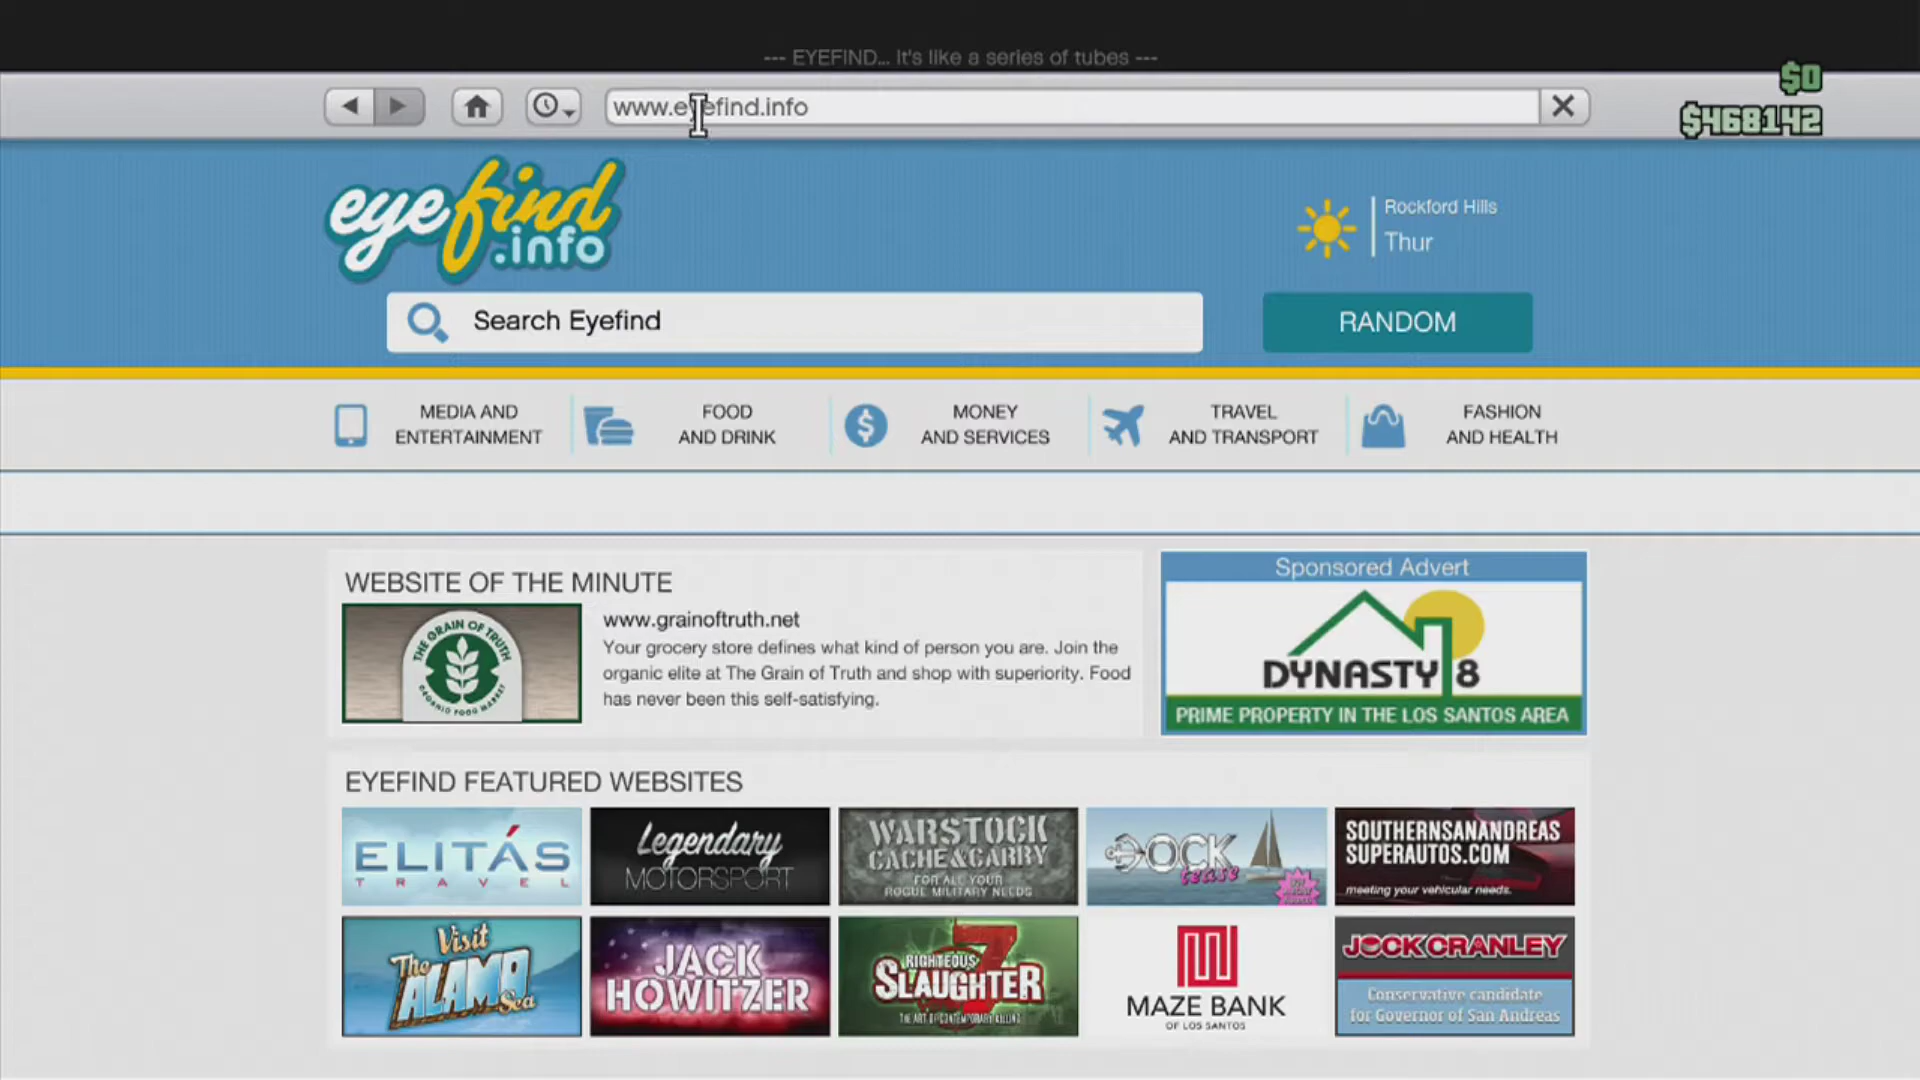 --- EYEFIND... It's like a series of tubes ---
$0
www.eyefind.info
$468142
eyefind
.info
Rockford Hills
Thur
Search Eyefind
RANDOM
MEDIA AND
ENTERTAINMENT
FOOD
AND DRINK
MONEY
AND SERVICES
TRAVEL
AND TRANSPORT
FASHION
AND HEALTH
WEBSITE OF THE MINUTE
THE GRAIN OF TRUTH
ORGANIC FOOD MARKET
www.grainoftruth.net
Your grocery store defines what kind of person you are. Join the
organic elite at The Grain of Truth and shop with superiority. Food
has never been this self-satisfying.
Sponsored Advert
DYNASTY 8
PRIME PROPERTY IN THE LOS SANTOS AREA
EYEFIND FEATURED WEBSITES
ELITÁS
TRAVEL
Legendary
MOTORSPORT
WARSTOCK
CACHE & CARRY
FOR ALL YOUR
ROGUE MILITARY NEEDS
DOCK
tease
SOUTHERNSANANDREAS
SUPERAUTOS.COM
meeting your vehicular needs.
Visit
The
ALAMO
Sea
JACK
HOWITZER
RIGHTEOUS
SLAUGHTER
7
THE ART OF CONTEMPORARY KILLING
MAZE BANK
OF LOS SANTOS
JOCK CRANLEY
Conservative candidate
for Governor of San Andreas